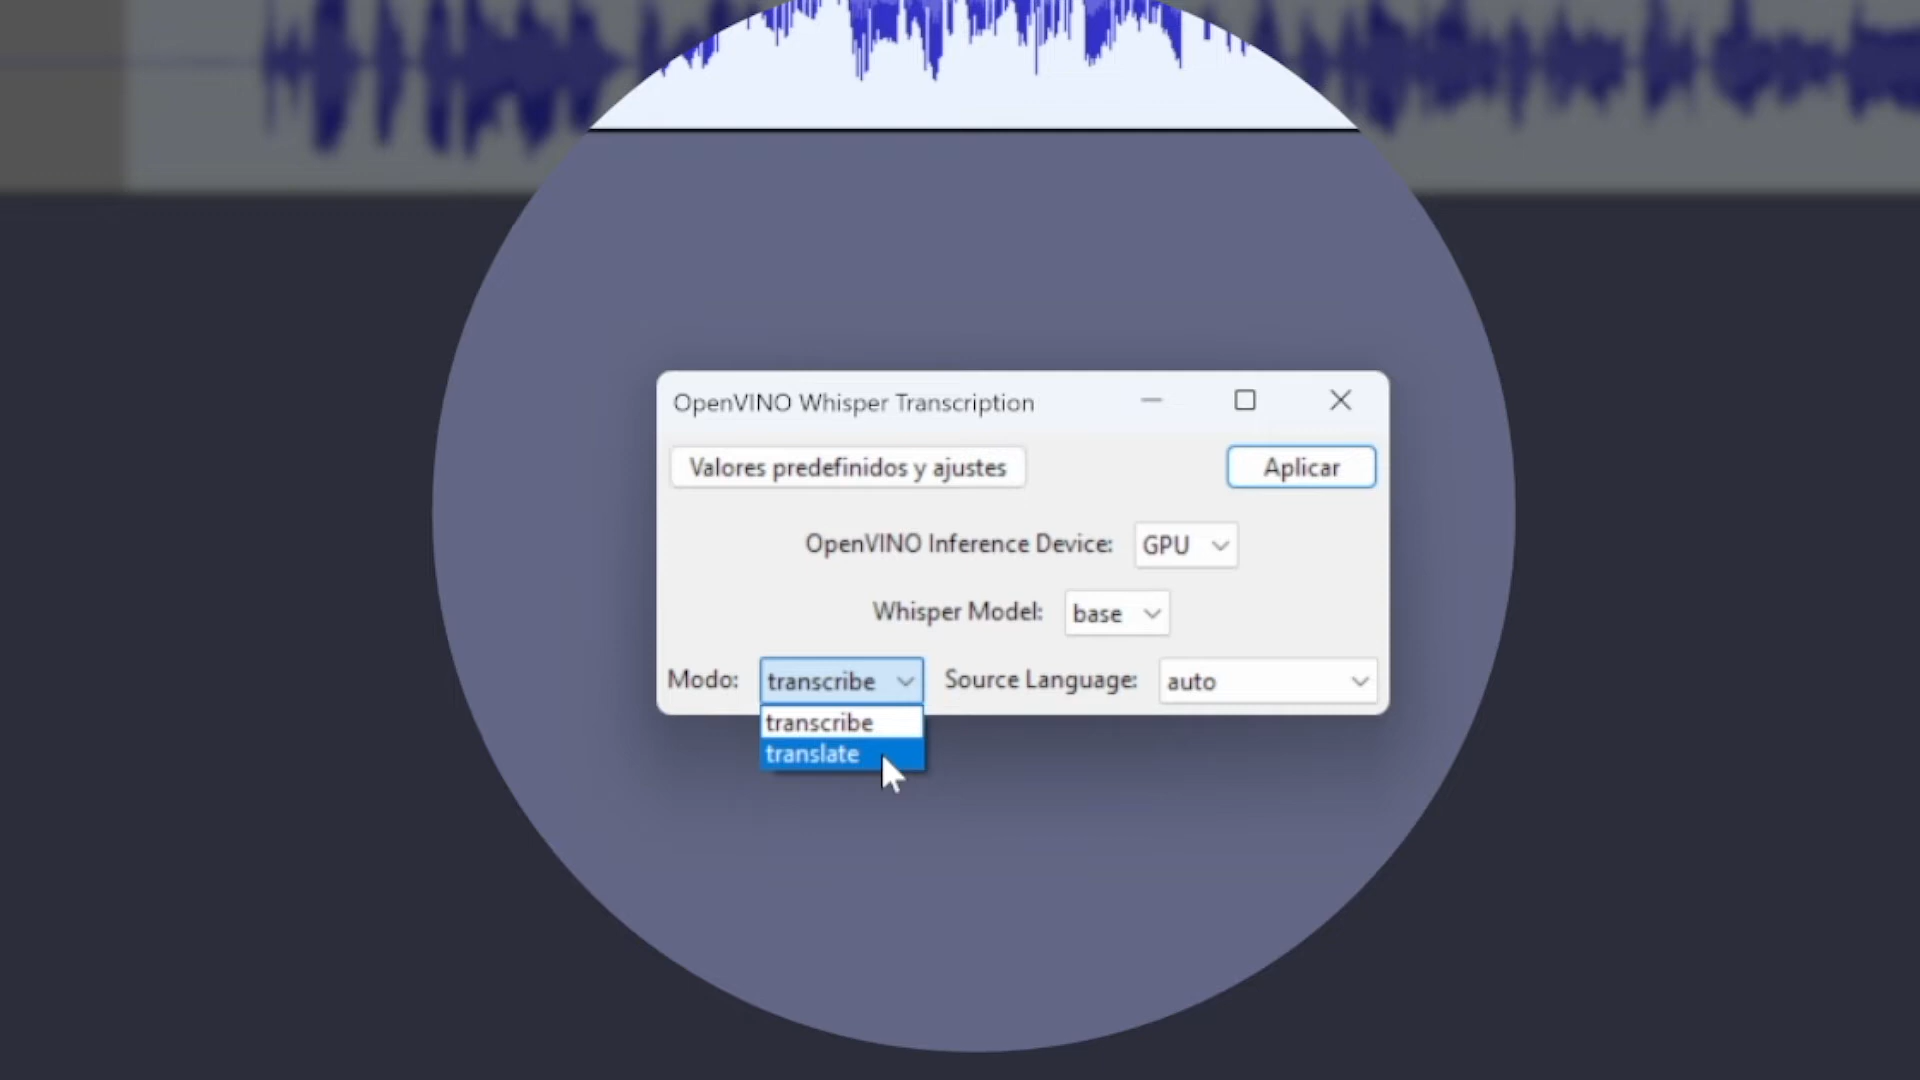 OpenVINO Whisper Transcription
Valores predefinidos y ajustes
Aplicar
OpenVINO Inference Device: GPU
Whisper Model: base
Modo: transcribe Source Language: auto
transcribe
translate